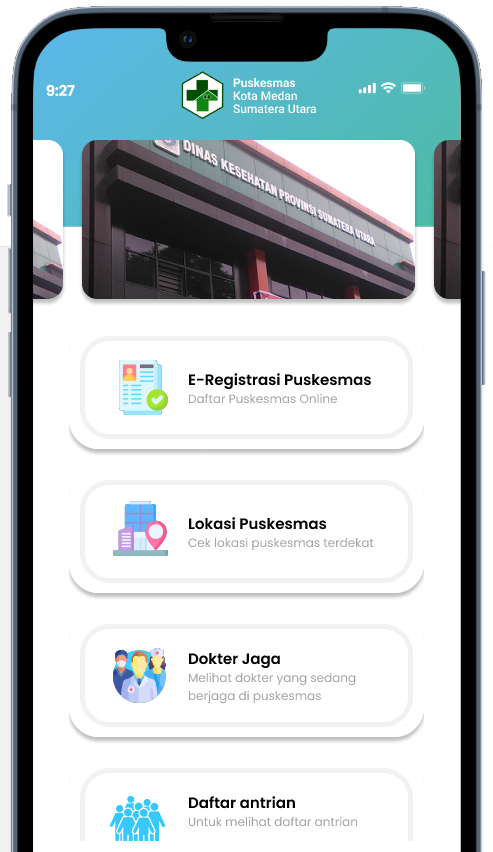 9:27
Puskesmas
Kota Medan
Sumatera Utara
DINAS KESEHATAN PROVINSI SUMATERA UTARA
E-Registrasi Puskesmas
Daftar Puskesmas Online
Lokasi Puskesmas
Cek lokasi puskesmas terdekat
Dokter Jaga
Melihat dokter yang sedang
berjaga di puskesmas
Daftar antrian
Untuk melihat daftar antrian